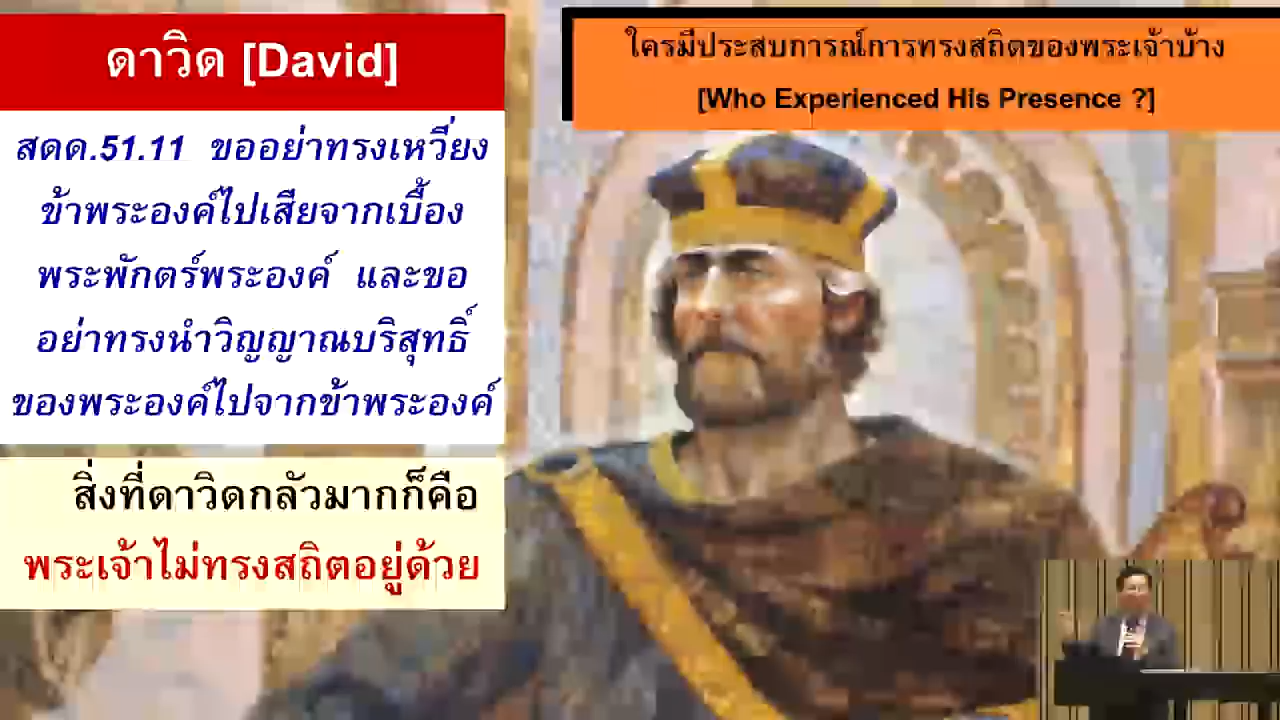 ดาวิด [David]
สดด.51.11 ขออย่าทรงเหวี่ยง
ข้าพระองค์ไปเสียจากเบื้อง
พระพักตร์พระองค์ และขอ
อย่าทรงนำวิญญาณบริสุทธิ์
ของพระองค์ไปจากข้าพระองค์
สิ่งที่ดาวิดกลัวมากก็คือ
พระเจ้าไม่ทรงสถิตอยู่ด้วย
ใครมีประสบการณ์การทรงสถิตของพระเจ้าบ้าง
[Who Experienced His Presence ?]